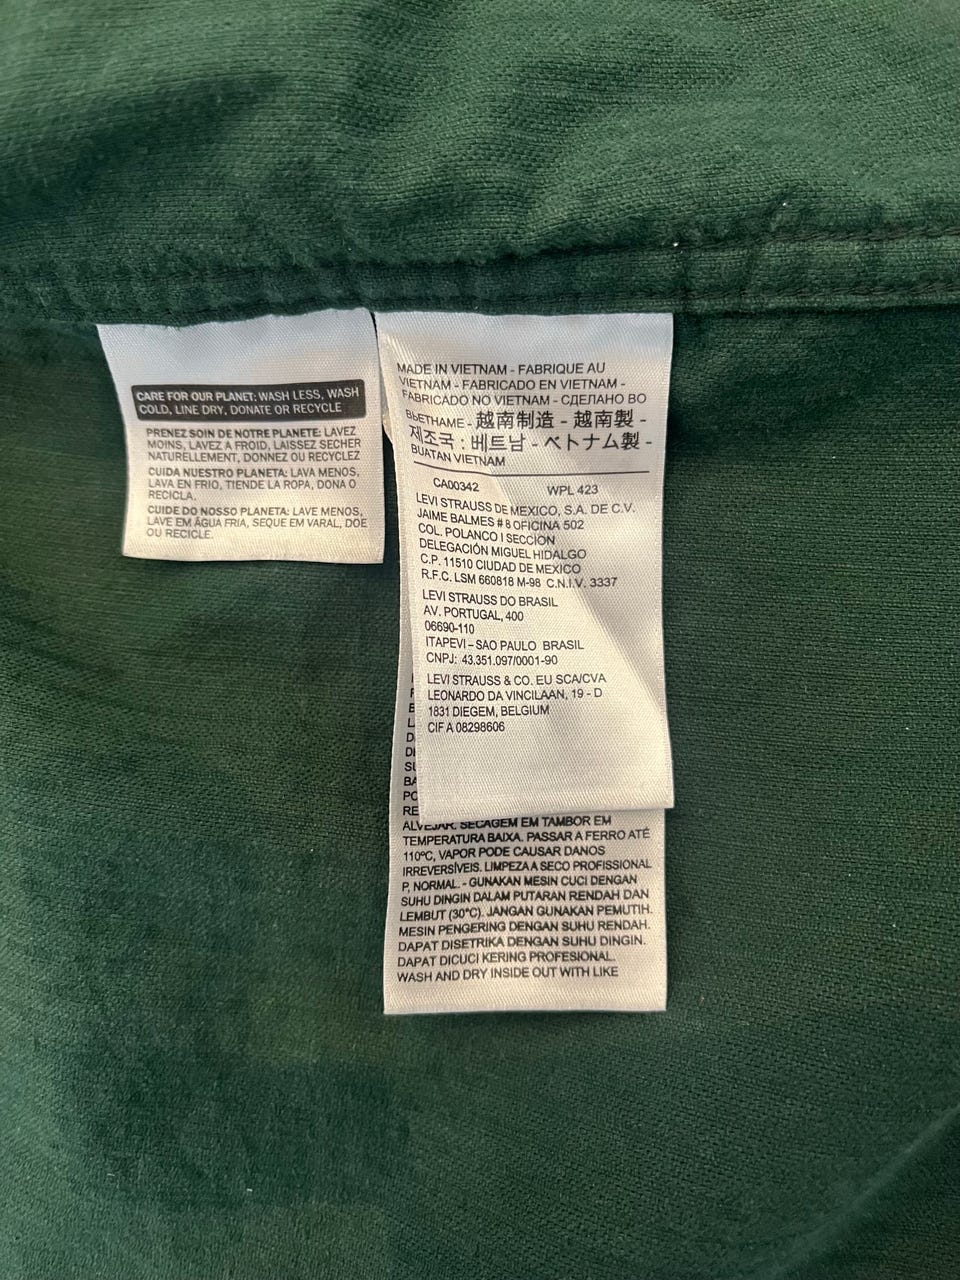 CARE FOR OUR PLANET: WASH LESS, WASH
COLD, LINE DRY, DONATE OR RECYCLE
PRENEZ SOIN DE NOTRE PLANETE: LAVEZ
MOINS, LAVEZ A FROID, LAISSEZ SECHER
NATURELLEMENT, DONNEZ OU RECYCLEZ
CUIDA NUESTRO PLANETA: LAVA MENOS,
LAVA EN FRIO, TIENDE LA ROPA, DONA O
RECICLA.
CUIDE DO NOSSO PLANETA: LAVE MENOS,
LAVE EM ÁGUA FRIA, SEQUE EM VARAL, DOE
OU RECICLE.
MADE IN VIETNAM - FABRIQUE AU
VIETNAM - FABRICADO EN VIETNAM -
FABRICADO NO VIETNAM - СДЕЛАНО ВО
ВЬЕТНАМЕ - 越南制造 - 越南製 -
제조국 : 베트남 - ベトナム製 -
BUATAN VIETNAM
CA00342 WPL 423
LEVI STRAUSS DE MEXICO, S.A. DE C.V.
JAIME BALMES # 8 OFICINA 502
COL. POLANCO I SECCION
DELEGACIÓN MIGUEL HIDALGO
C.P. 11510 CIUDAD DE MEXICO
R.F.C. LSM 660818 M-98 C.N.I.V. 3337
LEVI STRAUSS DO BRASIL
AV. PORTUGAL, 400
06690-110
ITAPEVI – SAO PAULO BRASIL
CNPJ: 43.351.097/0001-90
LEVI STRAUSS & CO. EU SCA/CVA
LEONARDO DA VINCILAAN, 19 - D
1831 DIEGEM, BELGIUM
CIF A 08298606
ALVEJAR. SECAGEM EM TAMBOR EM
TEMPERATURA BAIXA. PASSAR A FERRO ATÉ
110ºC, VAPOR PODE CAUSAR DANOS
IRREVERSÍVEIS. LIMPEZA A SECO PROFISSIONAL
P, NORMAL. - GUNAKAN MESIN CUCI DENGAN
SUHU DINGIN DALAM PUTARAN RENDAH DAN
LEMBUT (30°C). JANGAN GUNAKAN PEMUTIH.
MESIN PENGERING DENGAN SUHU RENDAH.
DAPAT DISETRIKA DENGAN SUHU DINGIN.
DAPAT DICUCI KERING PROFESIONAL.
WASH AND DRY INSIDE OUT WITH LIKE